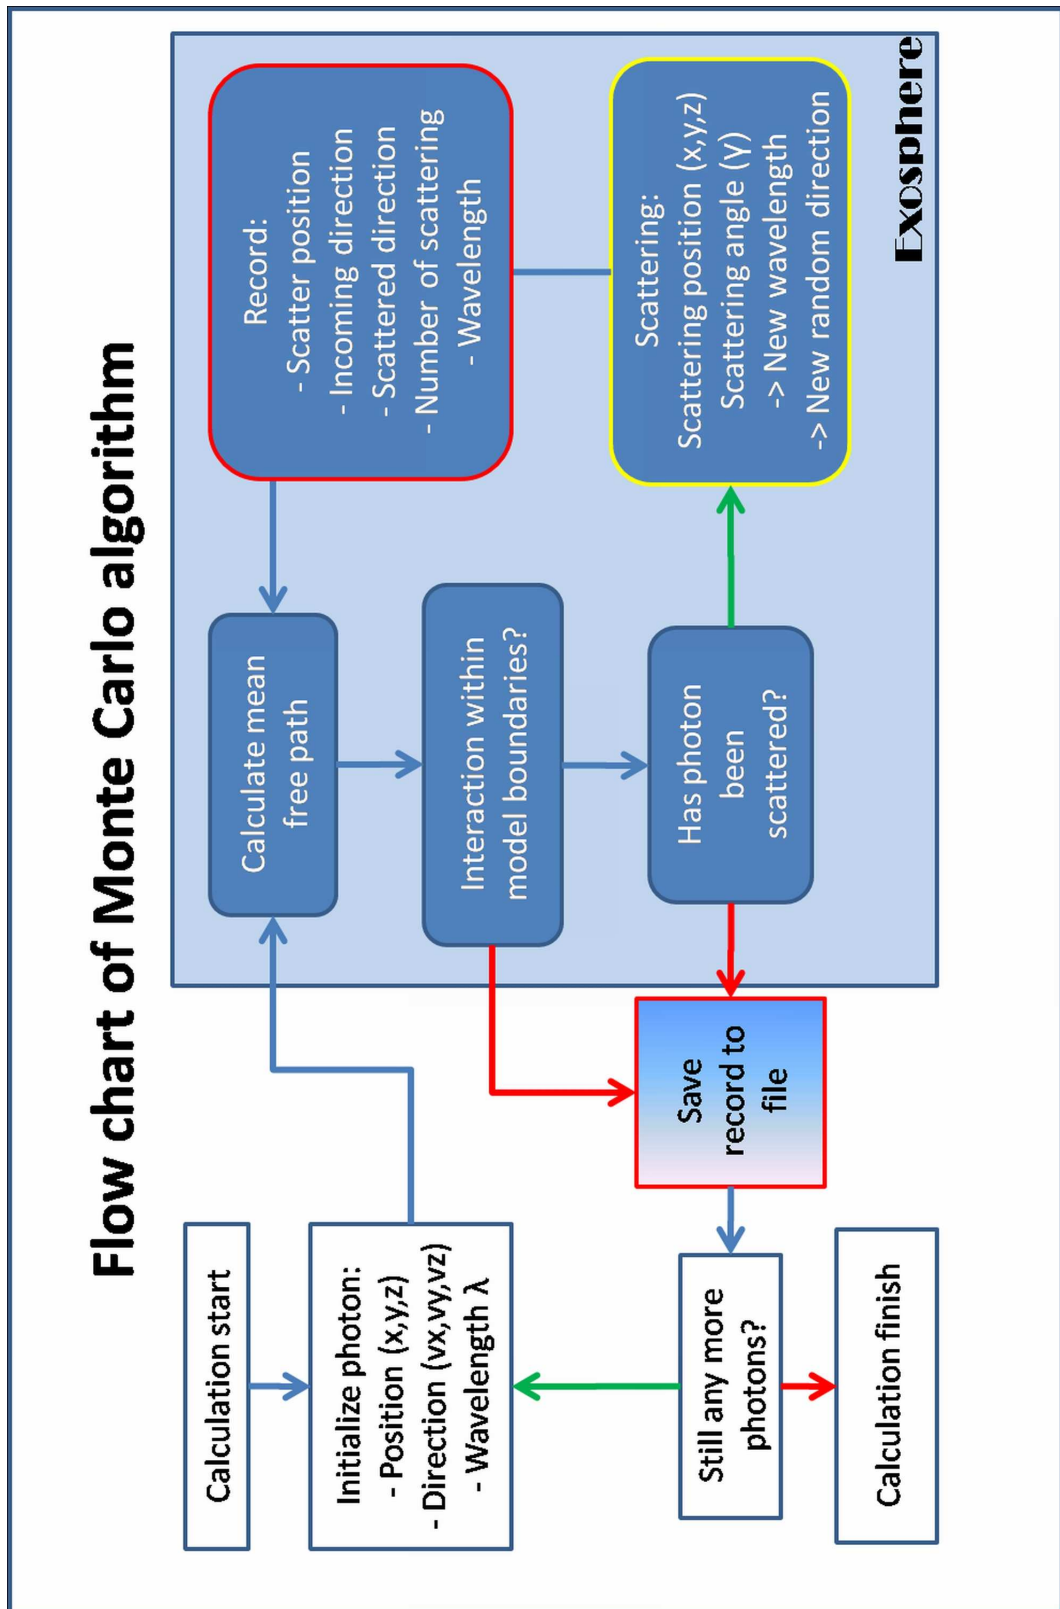 Flow chart of Monte Carlo algorithm
Calculation start
Initialize photon:
- Position (x,y,z)
- Direction (vx,vy,vz)
- Wavelength λ
Calculate mean
free path
Record:
- Scatter position
- Incoming direction
- Scattered direction
- Number of scattering
- Wavelength
Interaction within
model boundaries?
Has photon
been
scattered?
Scattering:
Scattering position (x,y,z)
Scattering angle (γ)
-> New wavelength
-> New random direction
Save
record to
file
Still any more
photons?
Calculation finish
Exosphere